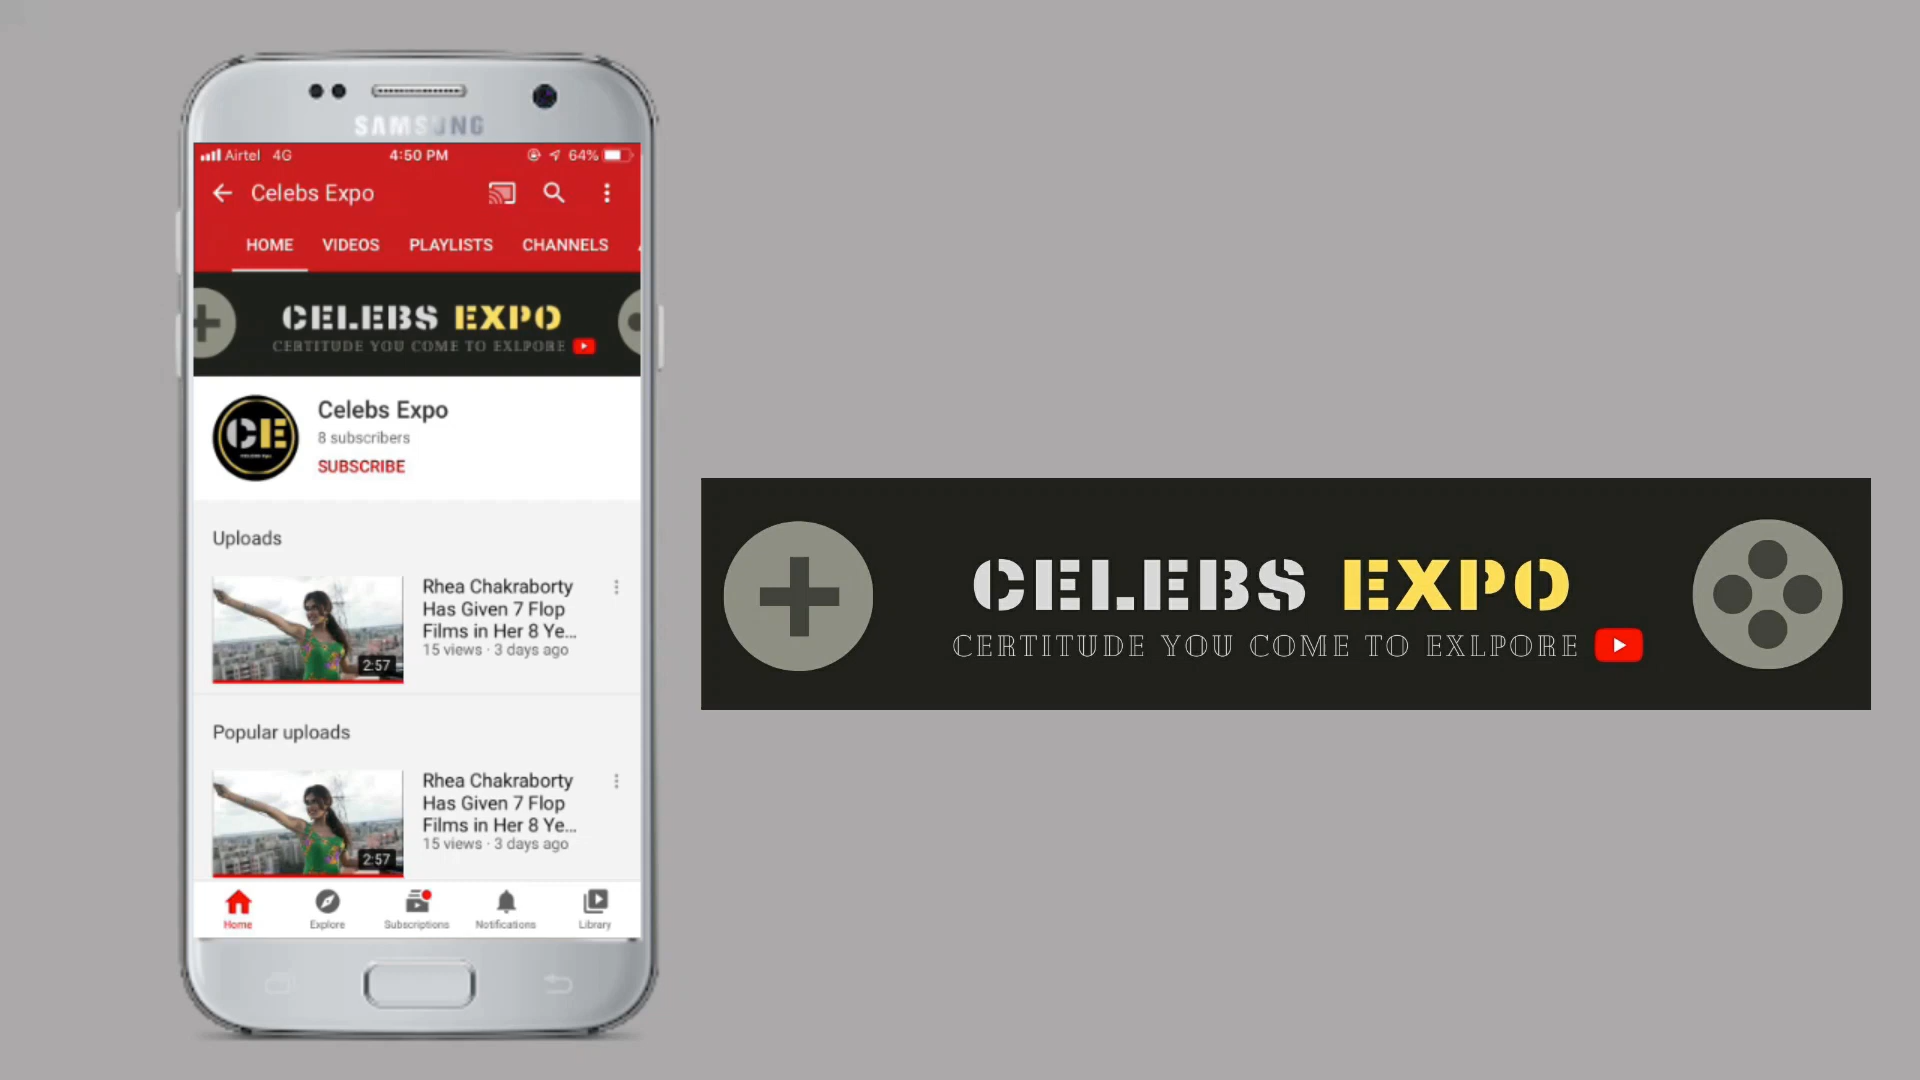 SAMSUNG
Airtel 4G 4:50 PM 64%
Celebs Expo
HOME VIDEOS PLAYLISTS CHANNELS
CELEBS EXPO
CERTITUDE YOU COME TO EXLPORE
CE
Celebs Expo
8 subscribers
SUBSCRIBE
Uploads
Rhea Chakraborty
Has Given 7 Flop
Films in Her 8 Ye...
15 views · 3 days ago
2:57
Popular uploads
Rhea Chakraborty
Has Given 7 Flop
Films in Her 8 Ye...
15 views · 3 days ago
2:57
Home Explore Subscriptions Notifications Library
CELEBS EXPO
CERTITUDE YOU COME TO EXLPORE